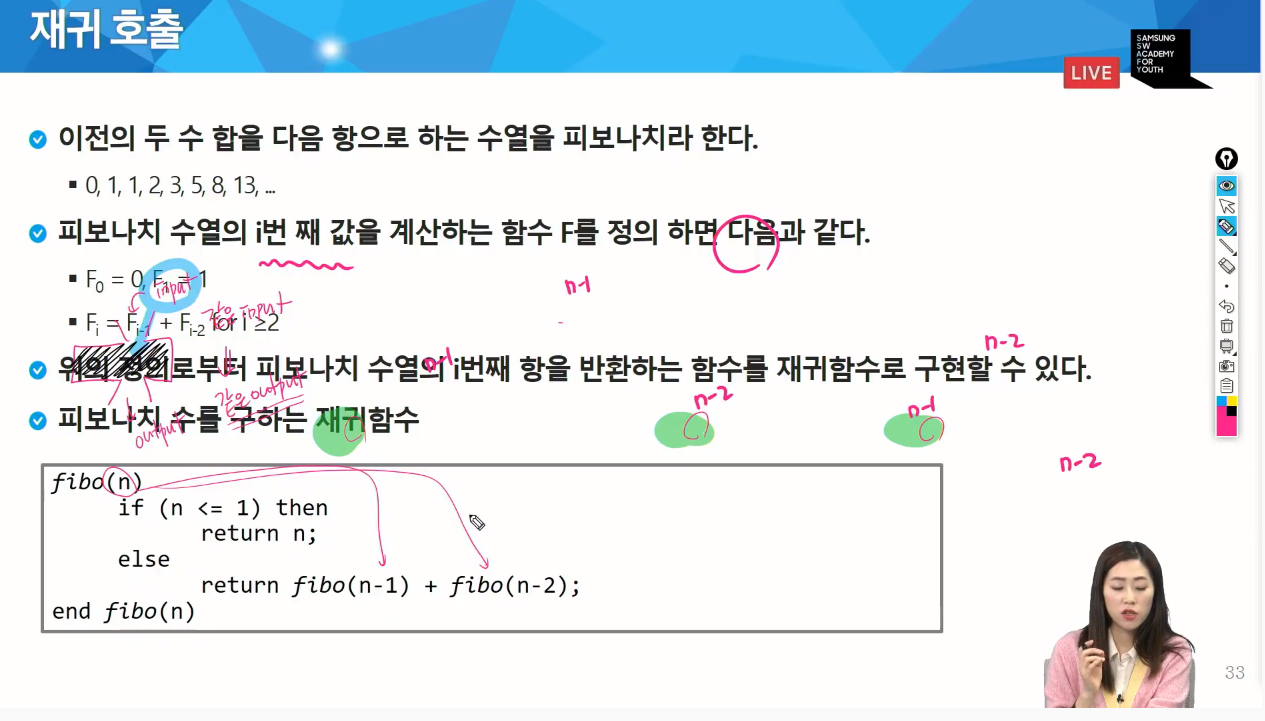 재귀 호출
SAMSUNG
SW
ACADEMY
FOR
YOUTH
LIVE
이전의 두 수 합을 다음 항으로 하는 수열을 피보나치라 한다.
0, 1, 1, 2, 3, 5, 8, 13, ...
피보나치 수열의 i번 째 값을 계산하는 함수 F를 정의 하면 다음과 같다.
F0 = 0, F1 = 1
input
같은 input
n-1
Fi = Fi-1 + Fi-2 for i ≥2
n-2
n-1
위의 정의로부터 피보나치 수열의 i번째 항을 반환하는 함수를 재귀함수로 구현할 수 있다.
같은 output
n-2
n-1
피보나치 수를 구하는 재귀함수
output
n-2
fibo(n)
if (n <= 1) then
return n;
else
return fibo(n-1) + fibo(n-2);
end fibo(n)
33